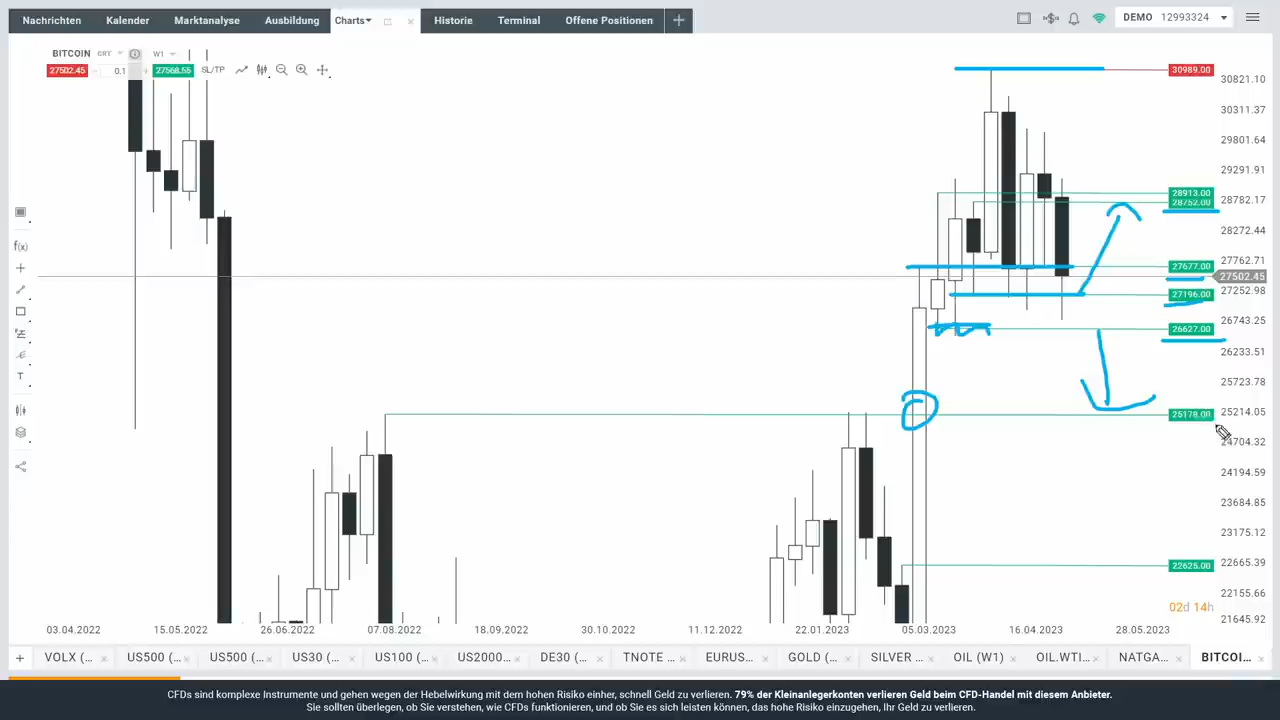 Nachrichten Kalender Marktanalyse Ausbildung Charts Historie Terminal Offene Positionen DEMO 12993324
BITCOIN CRY W1
27502.45 0.1 27568.55 SL/TP
30989.00
30821.10
30311.37
29801.64
29291.91
28913.00
28782.17
28752.00
28272.44
27677.00
27762.71
27502.45
27196.00
27252.98
26743.25
26627.00
26233.51
25723.78
25178.00
25214.05
24704.32
24194.59
23684.85
23175.12
22625.00
22665.39
22155.66
02d 14h
21645.92
f(x)
T
03.04.2022 15.05.2022 26.06.2022 07.08.2022 18.09.2022 30.10.2022 11.12.2022 22.01.2023 05.03.2023 16.04.2023 28.05.2023
VOLX (... US500 (... US500 (... US30 (... US100 (... US2000... DE30 (... TNOTE ... EURUS... GOLD (... SILVER ... OIL (W1) OIL.WTI... NATGA... BITCOI...
CFDs sind komplexe Instrumente und gehen wegen der Hebelwirkung mit dem hohen Risiko einher, schnell Geld zu verlieren. 79% der Kleinanlegerkonten verlieren Geld beim CFD-Handel mit diesem Anbieter.
Sie sollten überlegen, ob Sie verstehen, wie CFDs funktionieren, und ob Sie es sich leisten können, das hohe Risiko einzugehen, Ihr Geld zu verlieren.